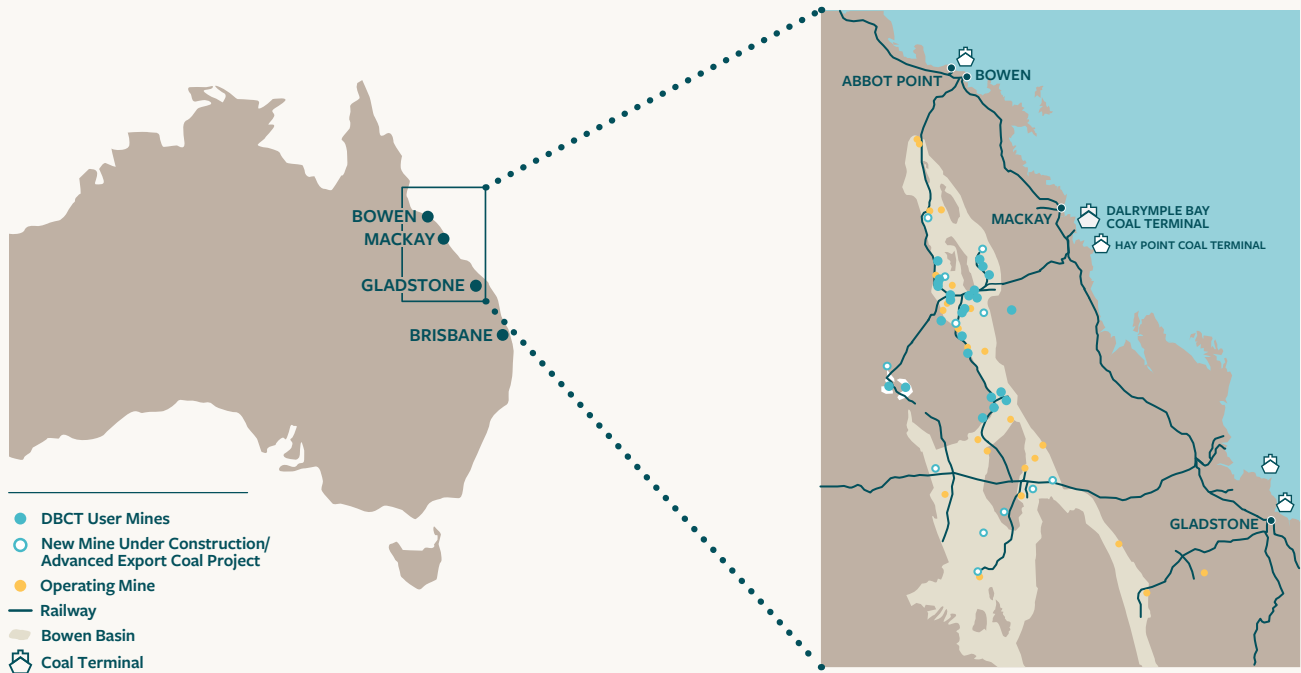 BOWEN
MACKAY
GLADSTONE
BRISBANE
DBCT User Mines
New Mine Under Construction/
Advanced Export Coal Project
Operating Mine
Railway
Bowen Basin
Coal Terminal
ABBOT POINT
BOWEN
MACKAY
DALRYMPLE BAY
COAL TERMINAL
HAY POINT COAL TERMINAL
GLADSTONE